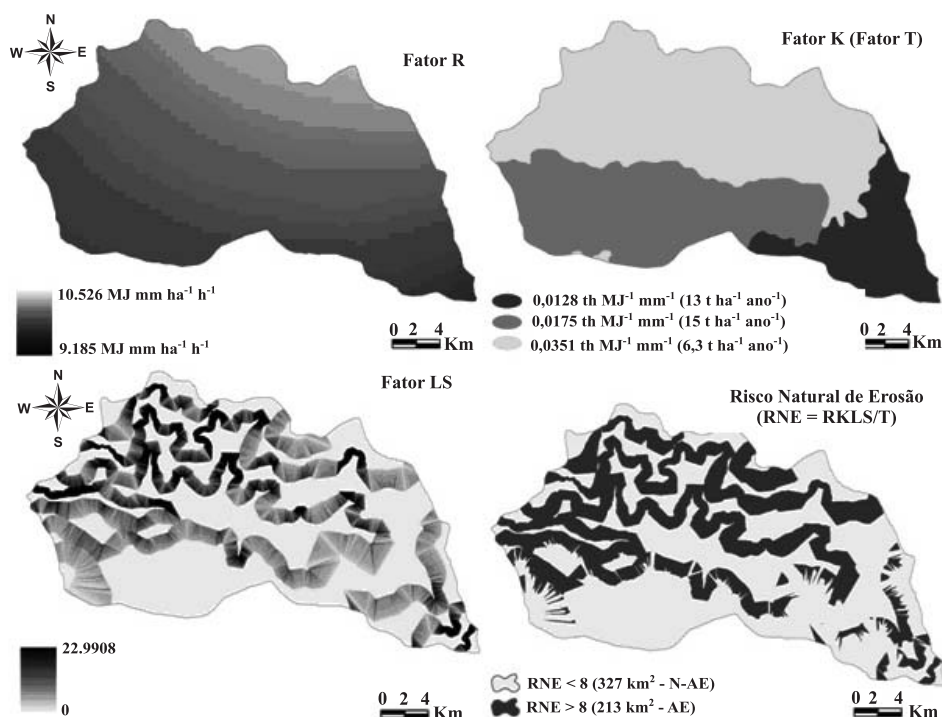 N
W E
S
Fator R
10.526 MJ mm ha⁻¹ h⁻¹
9.185 MJ mm ha⁻¹ h⁻¹
0 2 4
Km
Fator K (Fator T)
0,0128 th MJ⁻¹ mm⁻¹ (13 t ha⁻¹ ano⁻¹)
0,0175 th MJ⁻¹ mm⁻¹ (15 t ha⁻¹ ano⁻¹)
0,0351 th MJ⁻¹ mm⁻¹ (6,3 t ha⁻¹ ano⁻¹)
0 2 4
Km
N
W E
S
Fator LS
22.9908
0
0 2 4
Km
Risco Natural de Erosão
(RNE = RKLS/T)
RNE < 8 (327 km² - N-AE)
RNE > 8 (213 km² - AE)
0 2 4
Km